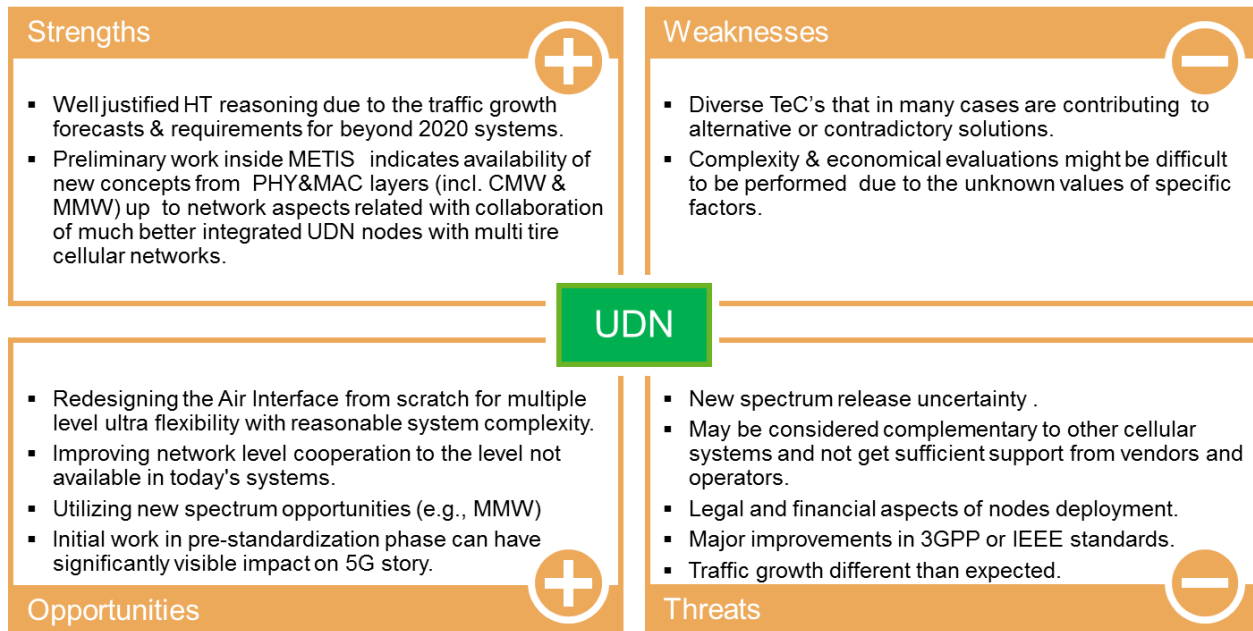 Strengths
▪ Well justified HT reasoning due to the traffic growth
forecasts & requirements for beyond 2020 systems.
▪ Preliminary work inside METIS indicates availability of
new concepts from PHY&MAC layers (incl. CMW &
MMW) up to network aspects related with collaboration
of much better integrated UDN nodes with multi tire
cellular networks.
Weaknesses
▪ Diverse TeC's that in many cases are contributing to
alternative or contradictory solutions.
▪ Complexity & economical evaluations might be difficult
to be performed due to the unknown values of specific
factors.
UDN
▪ Redesigning the Air Interface from scratch for multiple
level ultra flexibility with reasonable system complexity.
▪ Improving network level cooperation to the level not
available in today's systems.
▪ Utilizing new spectrum opportunities (e.g., MMW)
▪ Initial work in pre-standardization phase can have
significantly visible impact on 5G story.
Opportunities
▪ New spectrum release uncertainty .
▪ May be considered complementary to other cellular
systems and not get sufficient support from vendors and
operators.
▪ Legal and financial aspects of nodes deployment.
▪ Major improvements in 3GPP or IEEE standards.
▪ Traffic growth different than expected.
Threats